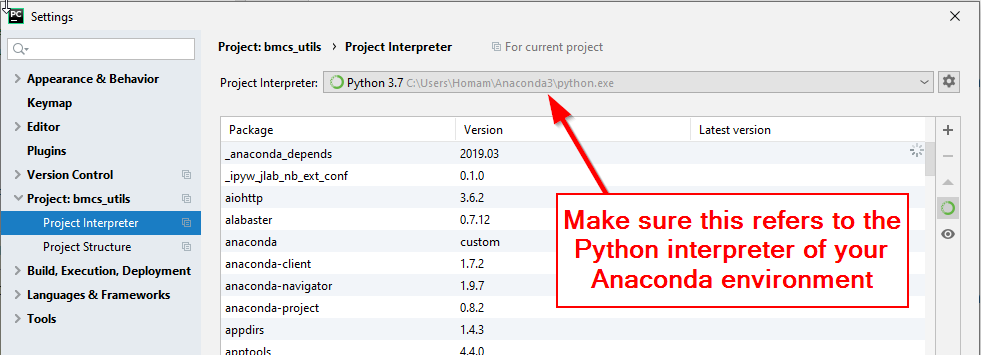 PC
Settings
Project: bmcs_utils › Project Interpreter For current project
Appearance & Behavior
Keymap
Editor
Plugins
Version Control
Project: bmcs_utils
Project Interpreter
Project Structure
Build, Execution, Deployment
Languages & Frameworks
Tools
Project Interpreter: Python 3.7 C:\Users\Homam\Anaconda3\python.exe
Package Version Latest version
_anaconda_depends 2019.03
_ipyw_jlab_nb_ext_conf 0.1.0
aiohttp 3.6.2
alabaster 0.7.12
anaconda custom
anaconda-client 1.7.2
anaconda-navigator 1.9.7
anaconda-project 0.8.2
appdirs 1.4.3
apptools 4.4.0
Make sure this refers to the
Python interpreter of your
Anaconda environment